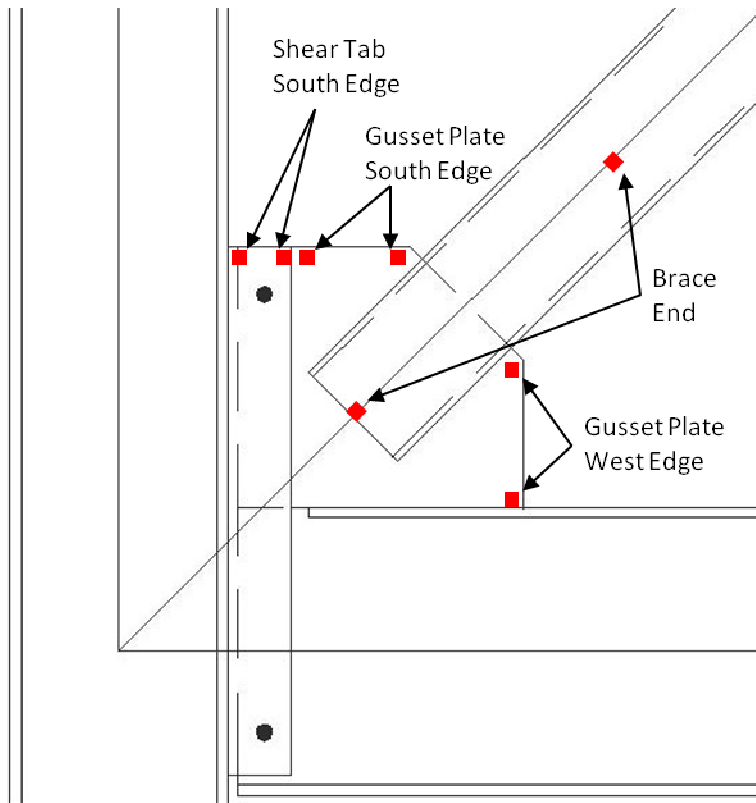 Shear Tab
South Edge
Gusset Plate
South Edge
Brace
End
Gusset Plate
West Edge